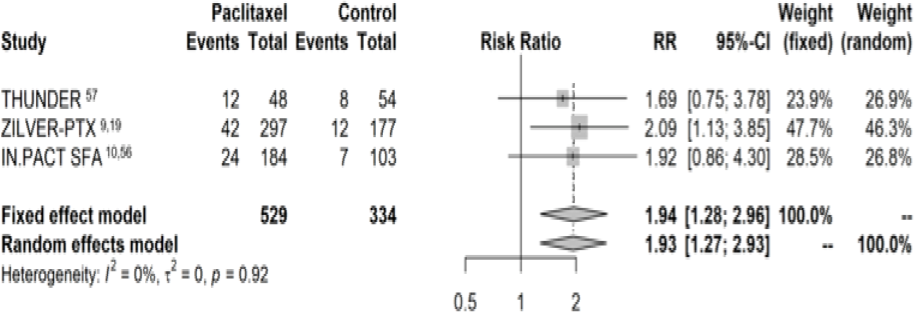 Paclitaxel Control Weight Weight
Study Events Total Events Total Risk Ratio RR 95%-CI (fixed) (random)
THUNDER 57 12 48 8 54 1.69 [0.75; 3.78] 23.9% 26.9%
ZILVER-PTX 9,19 42 297 12 177 2.09 [1.13; 3.85] 47.7% 46.3%
IN.PACT SFA 10,56 24 184 7 103 1.92 [0.86; 4.30] 28.5% 26.8%
Fixed effect model 529 334 1.94 [1.28; 2.96] 100.0% --
Random effects model 1.93 [1.27; 2.93] -- 100.0%
Heterogeneity: I² = 0%, τ² = 0, p = 0.92
0.5 1 2